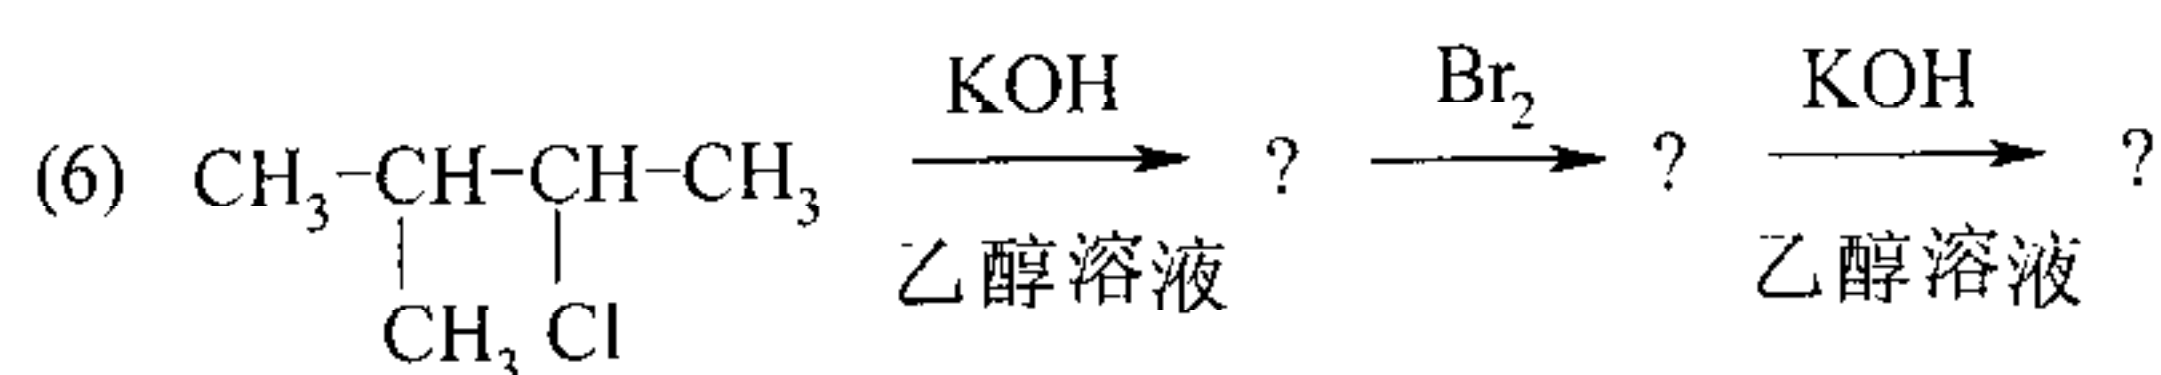 KOH Br₂ KOH
(6) CH₃-CH-CH-CH₃ ? ? ?
乙醇溶液 乙醇溶液
CH₃ Cl